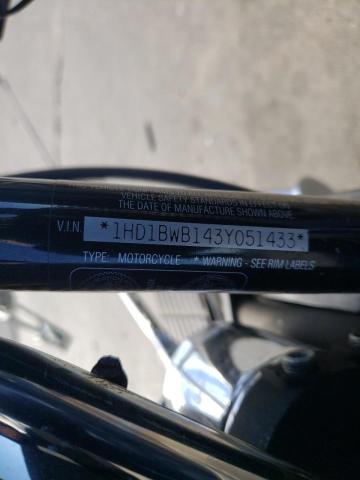 VEHICLE SAFETY STANDARDS IN EFFECT ON
THE DATE OF MANUFACTURE SHOWN ABOVE.
V.I.N. *1HD1BWB143Y051433*
TYPE: MOTORCYCLE * WARNING - SEE RIM LABELS